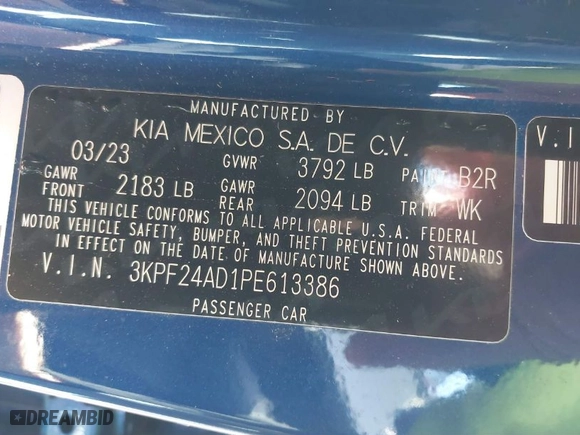 MANUFACTURED BY
KIA MEXICO S.A. DE C.V.
03/23 GVWR 3792 LB PAINT B2R
GAWR FRONT 2183 LB GAWR REAR 2094 LB TRIM WK
THIS VEHICLE CONFORMS TO ALL APPLICABLE U.S.A. FEDERAL
MOTOR VEHICLE SAFETY, BUMPER, AND THEFT PREVENTION STANDARDS
IN EFFECT ON THE DATE OF MANUFACTURE SHOWN ABOVE.
V.I.N. 3KPF24AD1PE613386
PASSENGER CAR
V.I
DREAMBID